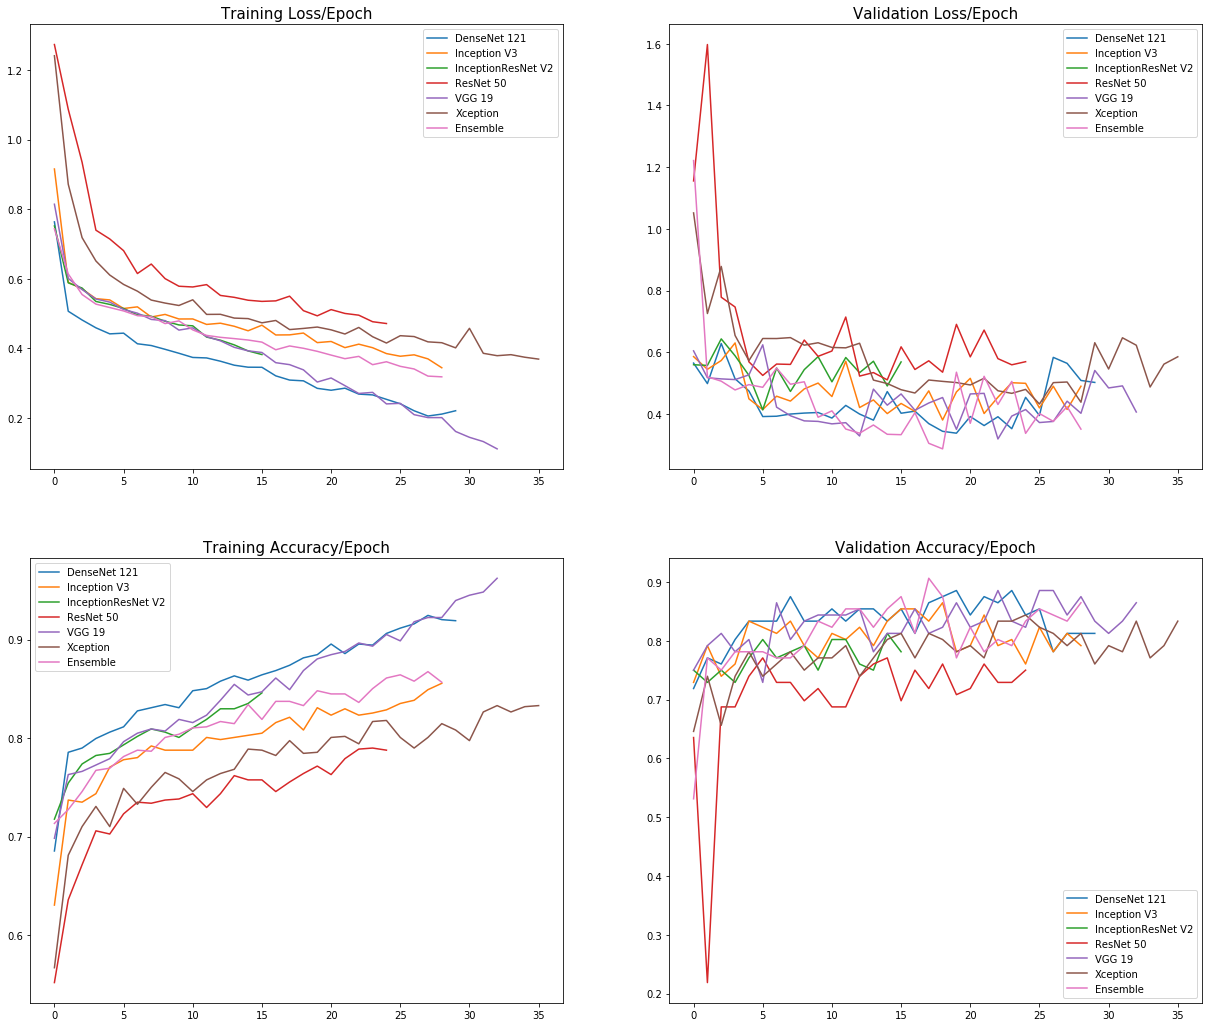 Training Loss/Epoch
DenseNet 121
Inception V3
InceptionResNet V2
ResNet 50
VGG 19
Xception
Ensemble
1.2
1.0
0.8
0.6
0.4
0.2
0 5 10 15 20 25 30 35
Validation Loss/Epoch
DenseNet 121
Inception V3
InceptionResNet V2
ResNet 50
VGG 19
Xception
Ensemble
1.6
1.4
1.2
1.0
0.8
0.6
0.4
0 5 10 15 20 25 30 35
Training Accuracy/Epoch
DenseNet 121
Inception V3
InceptionResNet V2
ResNet 50
VGG 19
Xception
Ensemble
0.9
0.8
0.7
0.6
0 5 10 15 20 25 30 35
Validation Accuracy/Epoch
0.9
0.8
0.7
0.6
0.5
0.4
0.3
0.2
DenseNet 121
Inception V3
InceptionResNet V2
ResNet 50
VGG 19
Xception
Ensemble
0 5 10 15 20 25 30 35